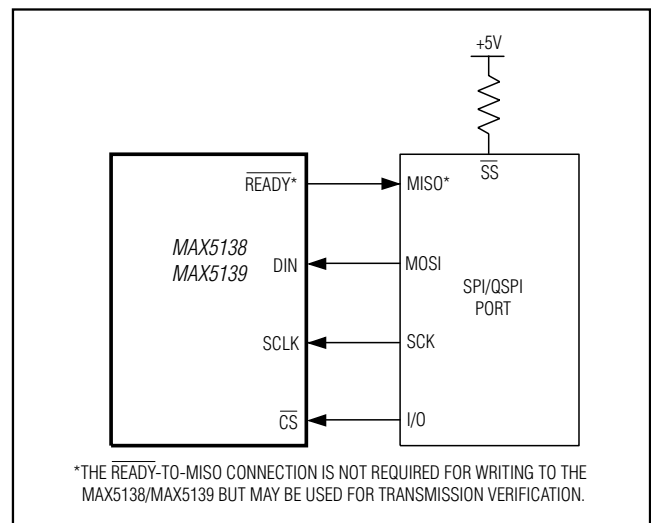 +5V
SS
READY*
MISO*
MAX5138
MAX5139
DIN
MOSI
SPI/QSPI
PORT
SCLK
SCK
CS
I/O
*THE READY-TO-MISO CONNECTION IS NOT REQUIRED FOR WRITING TO THE
MAX5138/MAX5139 BUT MAY BE USED FOR TRANSMISSION VERIFICATION.